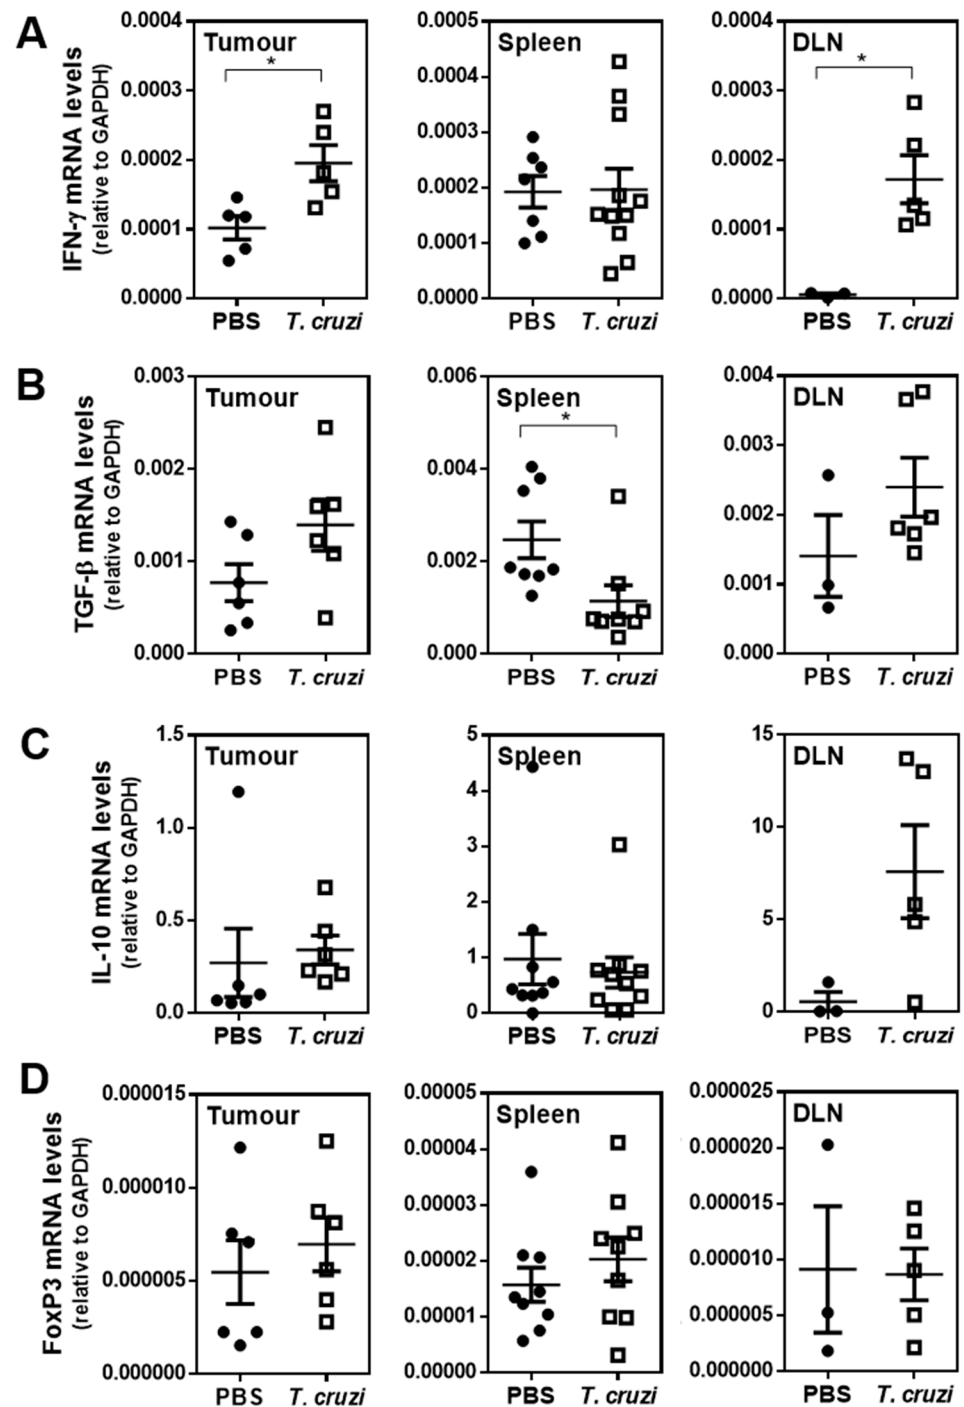 A
IFN-γ mRNA levels
(relative to GAPDH)
0.0004
0.0003
0.0002
0.0001
0.0000
Tumour
*
PBS T. cruzi
0.0005
0.0004
0.0003
0.0002
0.0001
0.0000
Spleen
PBS T. cruzi
0.0004
0.0003
0.0002
0.0001
0.0000
DLN
*
PBS T. cruzi
B
TGF-β mRNA levels
(relative to GAPDH)
0.003
0.002
0.001
0.000
Tumour
PBS T. cruzi
0.006
0.004
0.002
0.000
Spleen
*
PBS T. cruzi
0.004
0.003
0.002
0.001
0.000
DLN
PBS T. cruzi
C
IL-10 mRNA levels
(relative to GAPDH)
1.5
1.0
0.5
0.0
Tumour
PBS T. cruzi
5
4
3
2
1
0
Spleen
PBS T. cruzi
15
10
5
0
DLN
PBS T. cruzi
D
FoxP3 mRNA levels
(relative to GAPDH)
0.000015
0.000010
0.000005
0.000000
Tumour
PBS T. cruzi
0.00005
0.00004
0.00003
0.00002
0.00001
0.00000
Spleen
PBS T. cruzi
0.000025
0.000020
0.000015
0.000010
0.000005
0.000000
DLN
PBS T. cruzi